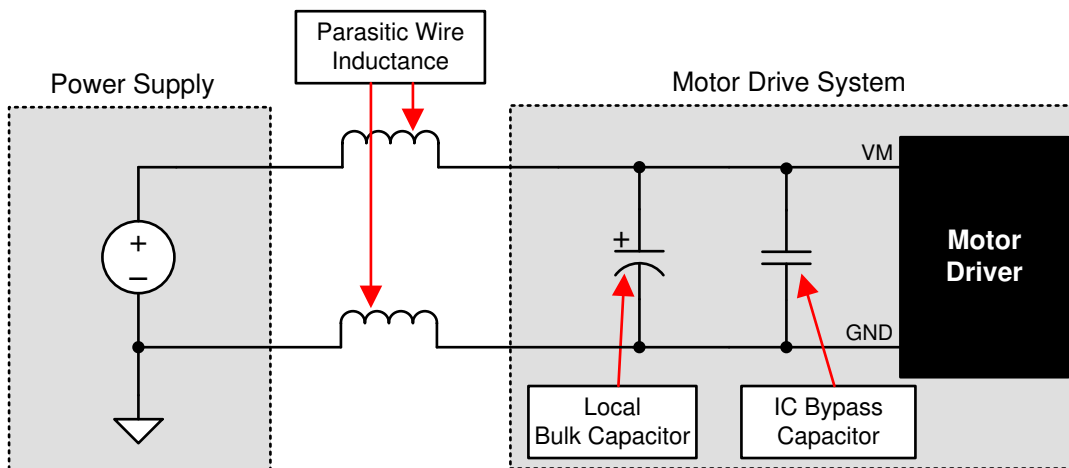 Parasitic Wire
Inductance
Power Supply
Motor Drive System
VM
+
–
+
Motor
Driver
GND
Local
Bulk Capacitor
IC Bypass
Capacitor